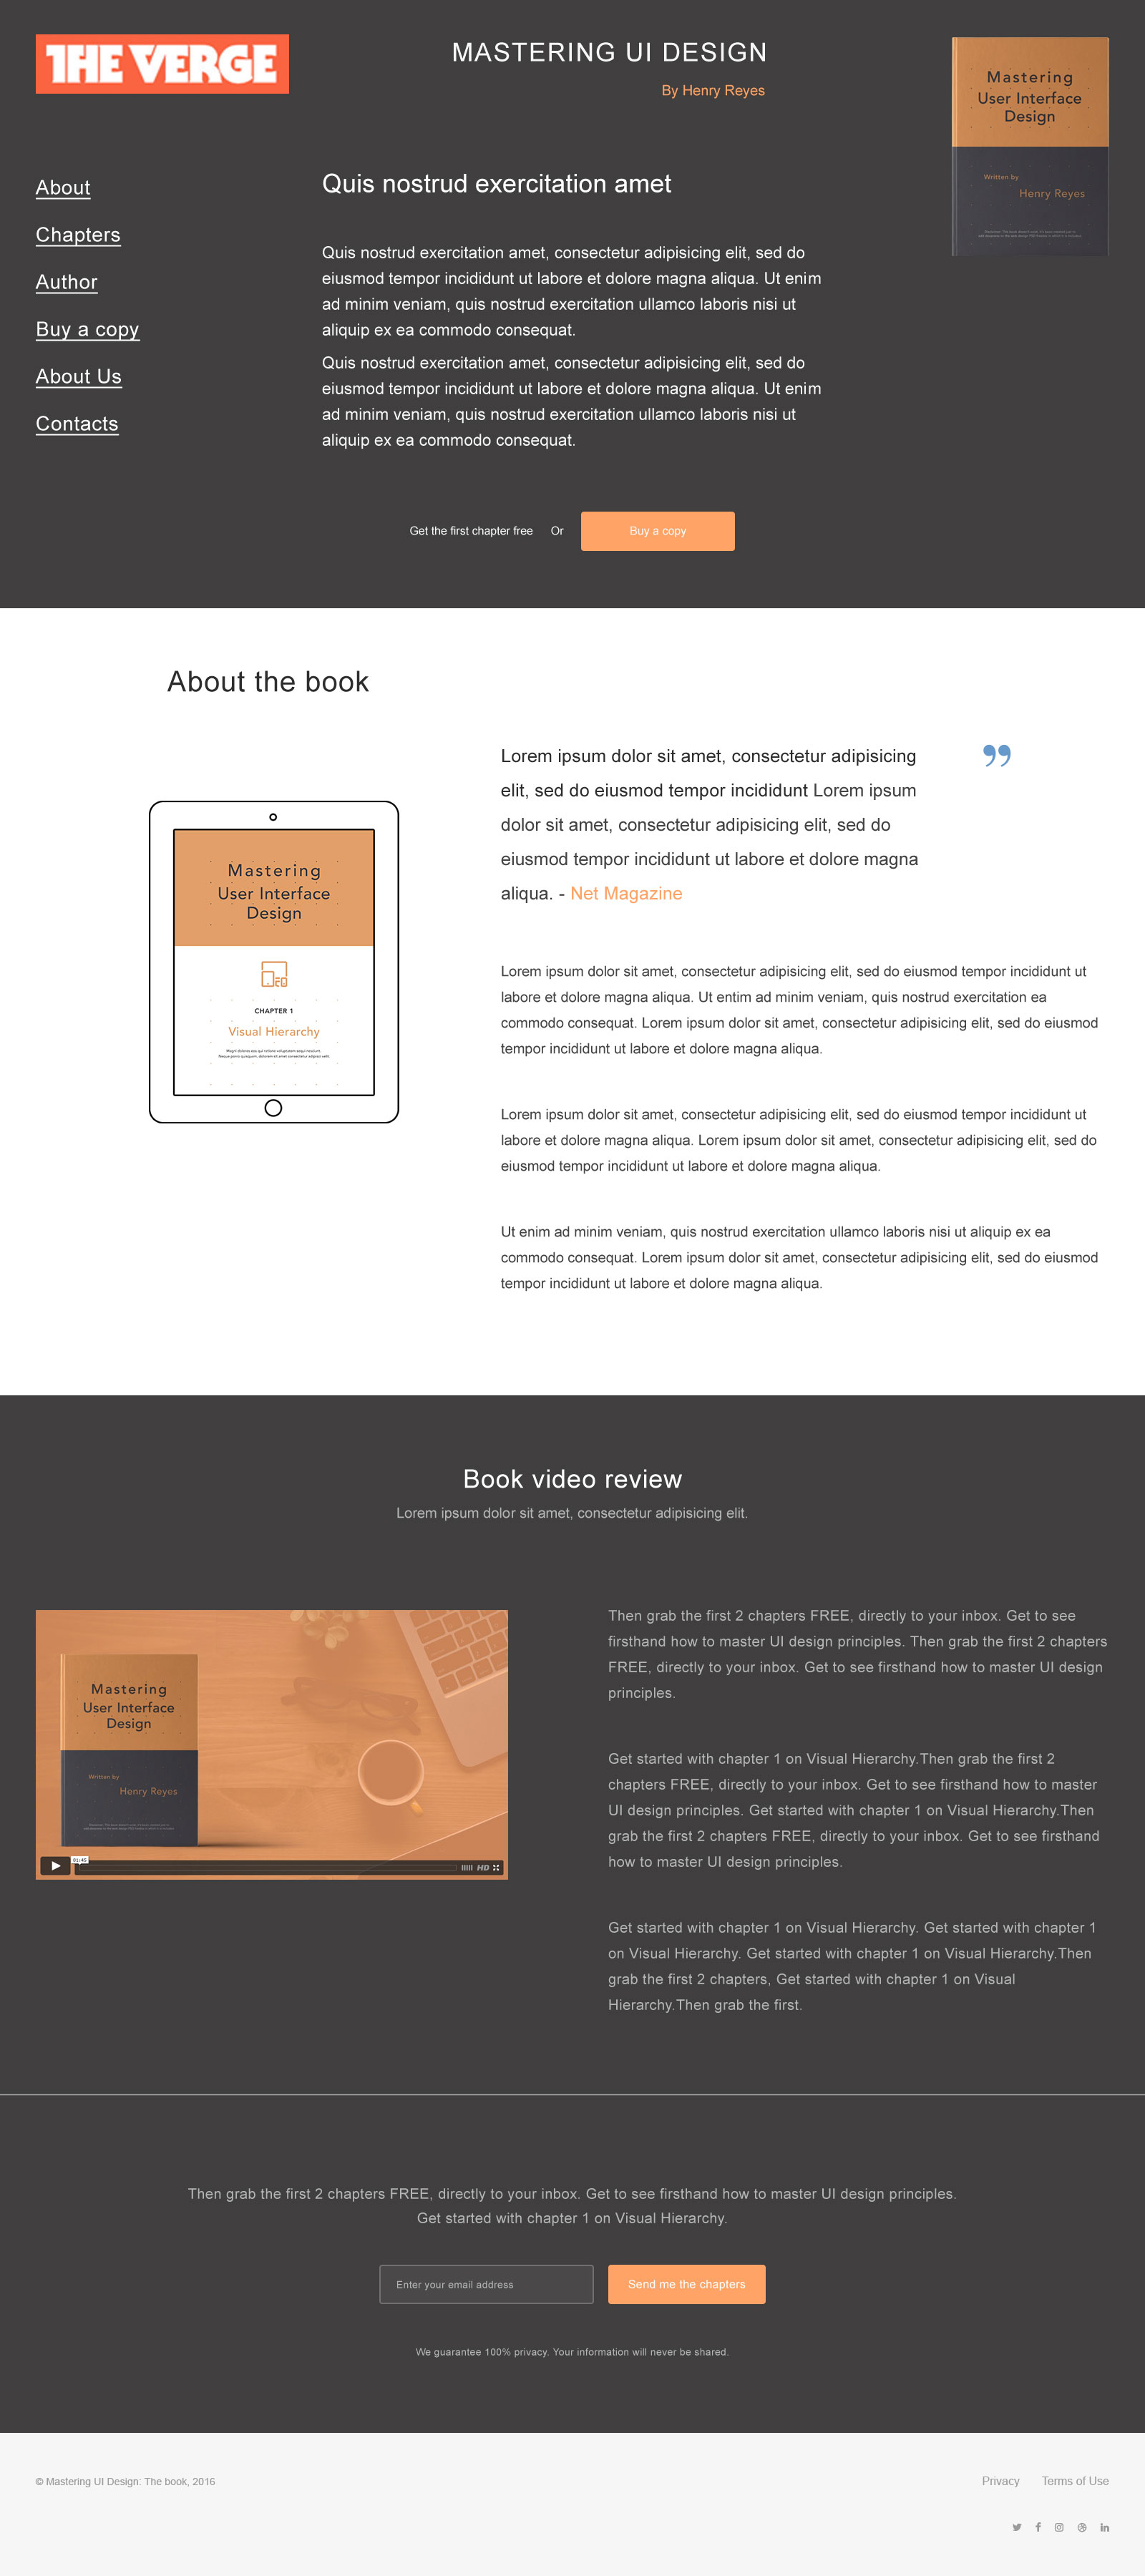 THE VERGE
MASTERING UI DESIGN
By Henry Reyes
Mastering
User Interface
Design
Written by
Henry Reyes
About
Chapters
Author
Buy a copy
About Us
Contacts
Quis nostrud exercitation amet
Quis nostrud exercitation amet, consectetur adipisicing elit, sed do
eiusmod tempor incididunt ut labore et dolore magna aliqua. Ut enim
ad minim veniam, quis nostrud exercitation ullamco laboris nisi ut
aliquip ex ea commodo consequat.
Quis nostrud exercitation amet, consectetur adipisicing elit, sed do
eiusmod tempor incididunt ut labore et dolore magna aliqua. Ut enim
ad minim veniam, quis nostrud exercitation ullamco laboris nisi ut
aliquip ex ea commodo consequat.
Get the first chapter free Or Buy a copy
About the book
Mastering
User Interface
Design
CHAPTER 1
Visual Hierarchy
Lorem ipsum dolor sit amet, consectetur adipisicing
elit, sed do eiusmod tempor incididunt Lorem ipsum
dolor sit amet, consectetur adipisicing elit, sed do
eiusmod tempor incididunt ut labore et dolore magna
aliqua. - Net Magazine
”
Lorem ipsum dolor sit amet, consectetur adipisicing elit, sed do eiusmod tempor incididunt ut
labore et dolore magna aliqua. Ut entim ad minim veniam, quis nostrud exercitation ea
commodo consequat. Lorem ipsum dolor sit amet, consectetur adipisicing elit, sed do eiusmod
tempor incididunt ut labore et dolore magna aliqua.
Lorem ipsum dolor sit amet, consectetur adipisicing elit, sed do eiusmod tempor incididunt ut
labore et dolore magna aliqua. Lorem ipsum dolor sit amet, consectetur adipisicing elit, sed do
eiusmod tempor incididunt ut labore et dolore magna aliqua.
Ut enim ad minim veniam, quis nostrud exercitation ullamco laboris nisi ut aliquip ex ea
commodo consequat. Lorem ipsum dolor sit amet, consectetur adipisicing elit, sed do eiusmod
tempor incididunt ut labore et dolore magna aliqua.
Book video review
Lorem ipsum dolor sit amet, consectetur adipisicing elit.
Mastering
User Interface
Design
Written by
Henry Reyes
01:45
HD
Then grab the first 2 chapters FREE, directly to your inbox. Get to see
firsthand how to master UI design principles. Then grab the first 2 chapters
FREE, directly to your inbox. Get to see firsthand how to master UI design
principles.
Get started with chapter 1 on Visual Hierarchy.Then grab the first 2
chapters FREE, directly to your inbox. Get to see firsthand how to master
UI design principles. Get started with chapter 1 on Visual Hierarchy.Then
grab the first 2 chapters FREE, directly to your inbox. Get to see firsthand
how to master UI design principles.
Get started with chapter 1 on Visual Hierarchy. Get started with chapter 1
on Visual Hierarchy. Get started with chapter 1 on Visual Hierarchy.Then
grab the first 2 chapters, Get started with chapter 1 on Visual
Hierarchy.Then grab the first.
Then grab the first 2 chapters FREE, directly to your inbox. Get to see firsthand how to master UI design principles.
Get started with chapter 1 on Visual Hierarchy.
Enter your email address Send me the chapters
We guarantee 100% privacy. Your information will never be shared.
© Mastering UI Design: The book, 2016
Privacy Terms of Use